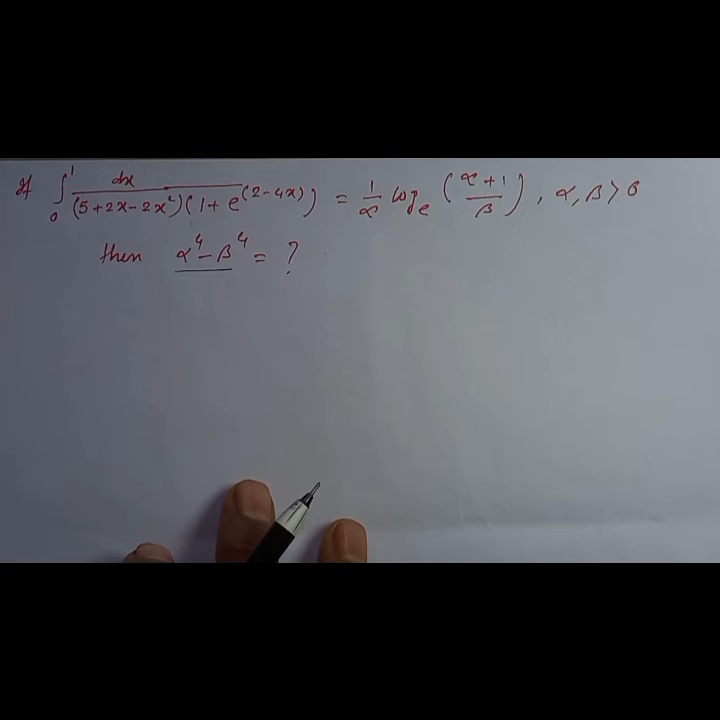 If ∫₀¹ dx / (5+2x-2x²)(1+e^(2-4x)) = 1/α logₑ (α+1 / β), α, β > 0
then α⁴-β⁴ = ?